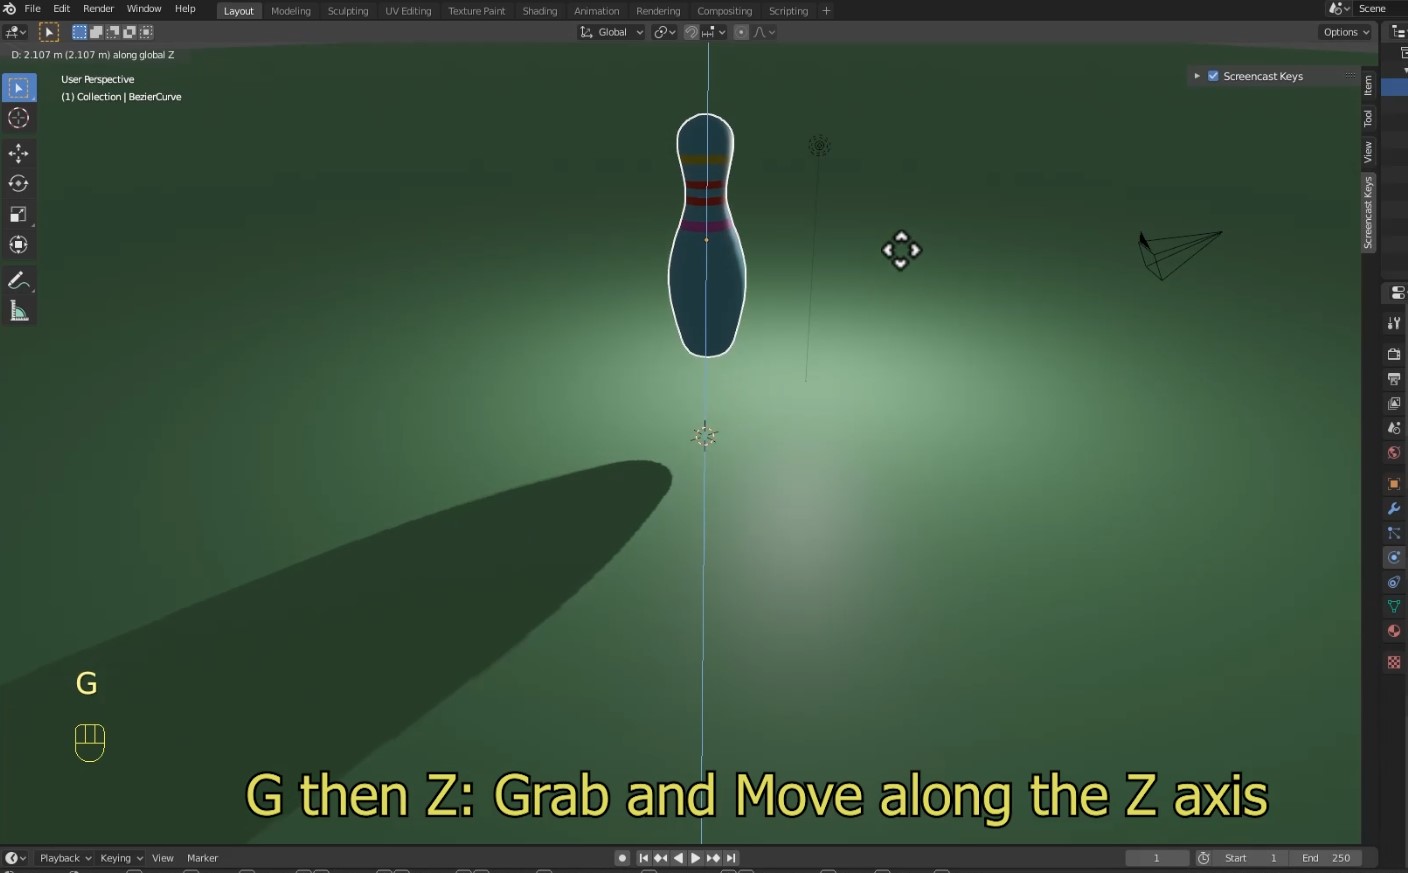 File Edit Render Window Help Layout Modeling Sculpting UV Editing Texture Paint Shading Animation Rendering Compositing Scripting + Scene
Global Options
D: 2.107 m (2.107 m) along global Z
User Perspective
(1) Collection | BezierCurve
Screencast Keys
Item
Tool
View
Screencast Keys
G
G then Z: Grab and Move along the Z axis
Playback Keying View Marker 1 Start 1 End 250